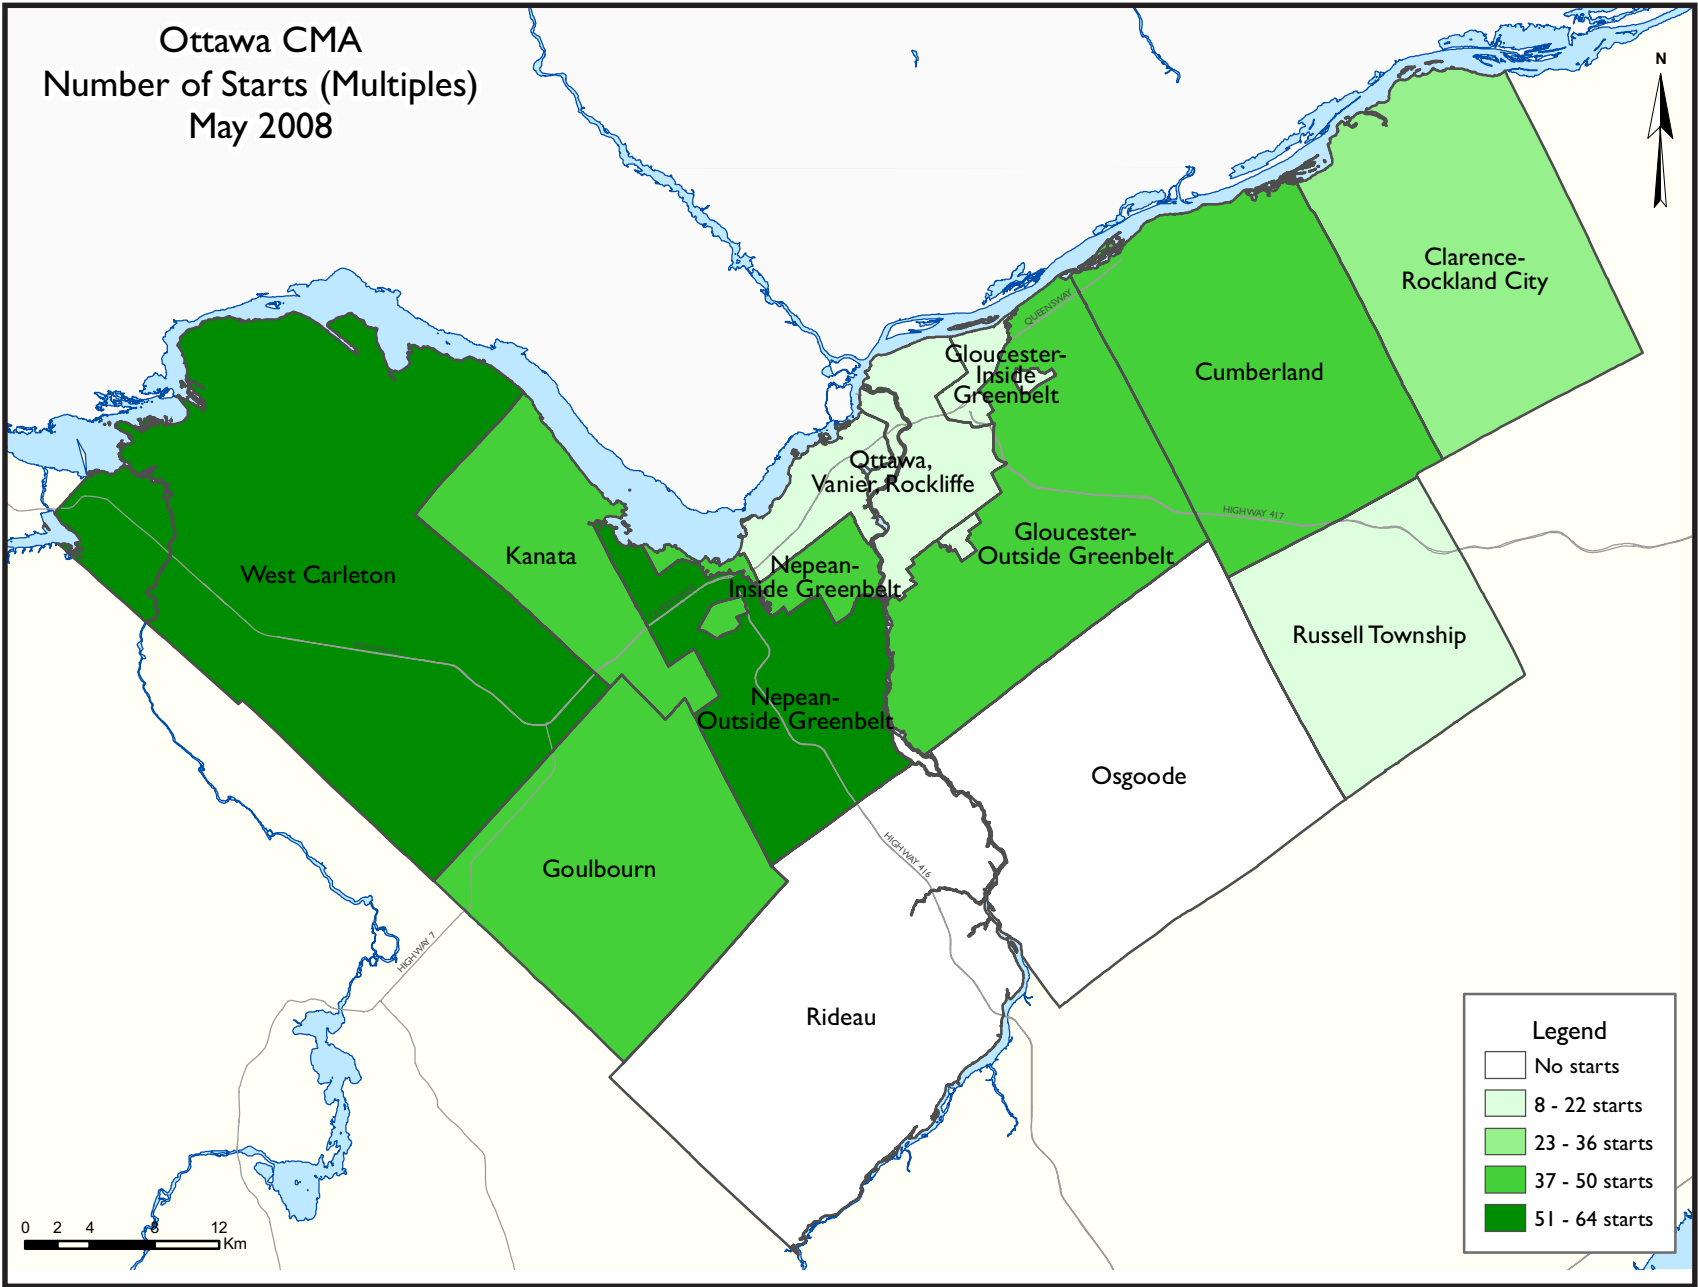 Ottawa CMA
Number of Starts (Multiples)
May 2008
N
Clarence-
Rockland City
QUEENSWAY
Gloucester-
Inside
Greenbelt
Cumberland
Ottawa,
Vanier, Rockliffe
HIGHWAY 417
Gloucester-
Outside Greenbelt
Kanata
West Carleton
Nepean-
Inside Greenbelt
Russell Township
Nepean-
Outside Greenbelt
Osgoode
Goulbourn
HIGHWAY 416
HIGHWAY 7
Rideau
Legend
No starts
8 - 22 starts
23 - 36 starts
37 - 50 starts
51 - 64 starts
0 2 4 8 12
Km